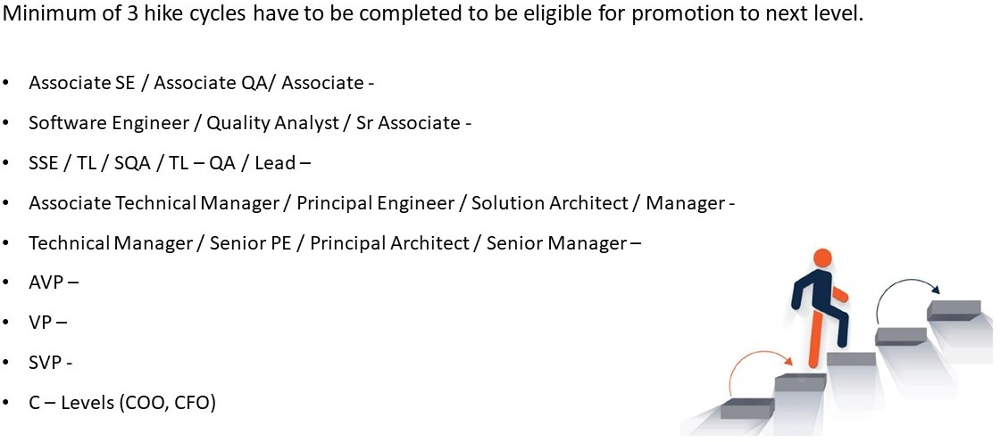 Minimum of 3 hike cycles have to be completed to be eligible for promotion to next level.
• Associate SE / Associate QA/ Associate -
• Software Engineer / Quality Analyst / Sr Associate -
• SSE / TL / SQA / TL – QA / Lead –
• Associate Technical Manager / Principal Engineer / Solution Architect / Manager -
• Technical Manager / Senior PE / Principal Architect / Senior Manager –
• AVP –
• VP –
• SVP -
• C – Levels (COO, CFO)